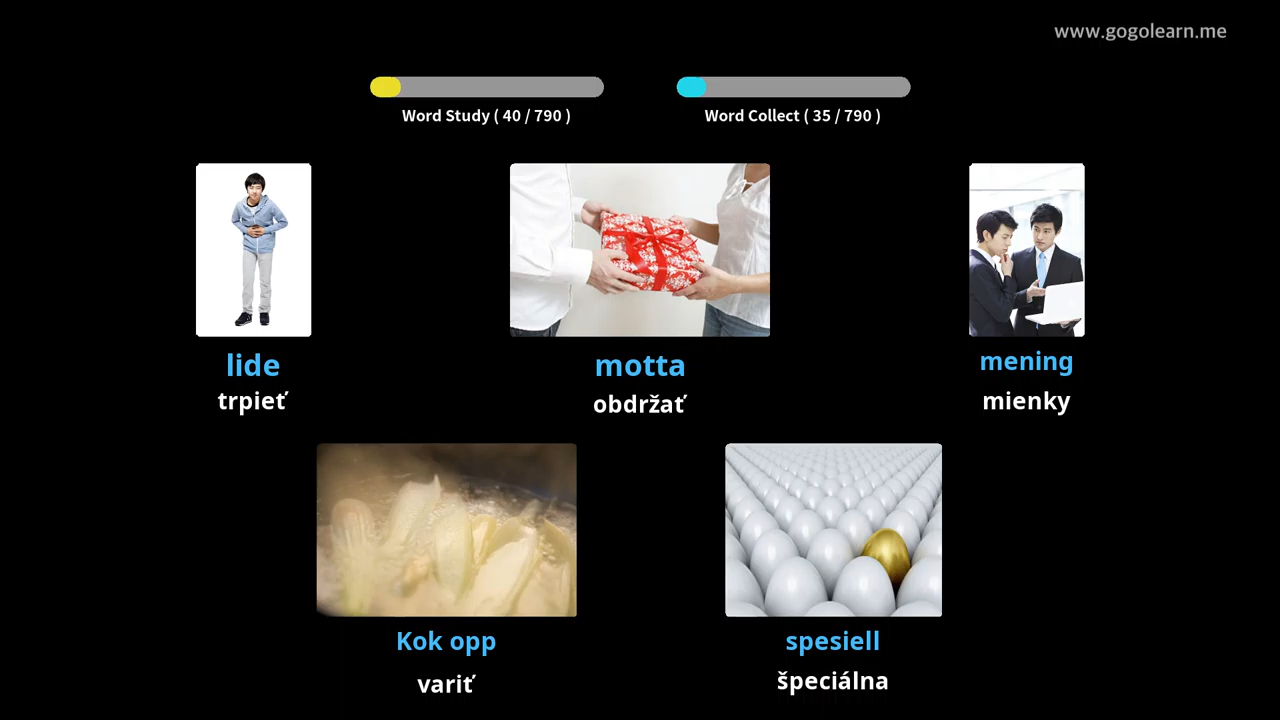 www.gogolearn.me
Word Study ( 40 / 790 )
Word Collect ( 35 / 790 )
lide
motta
mening
trpieť
obdržať
mienky
Kok opp
spesiell
variť
špeciálna